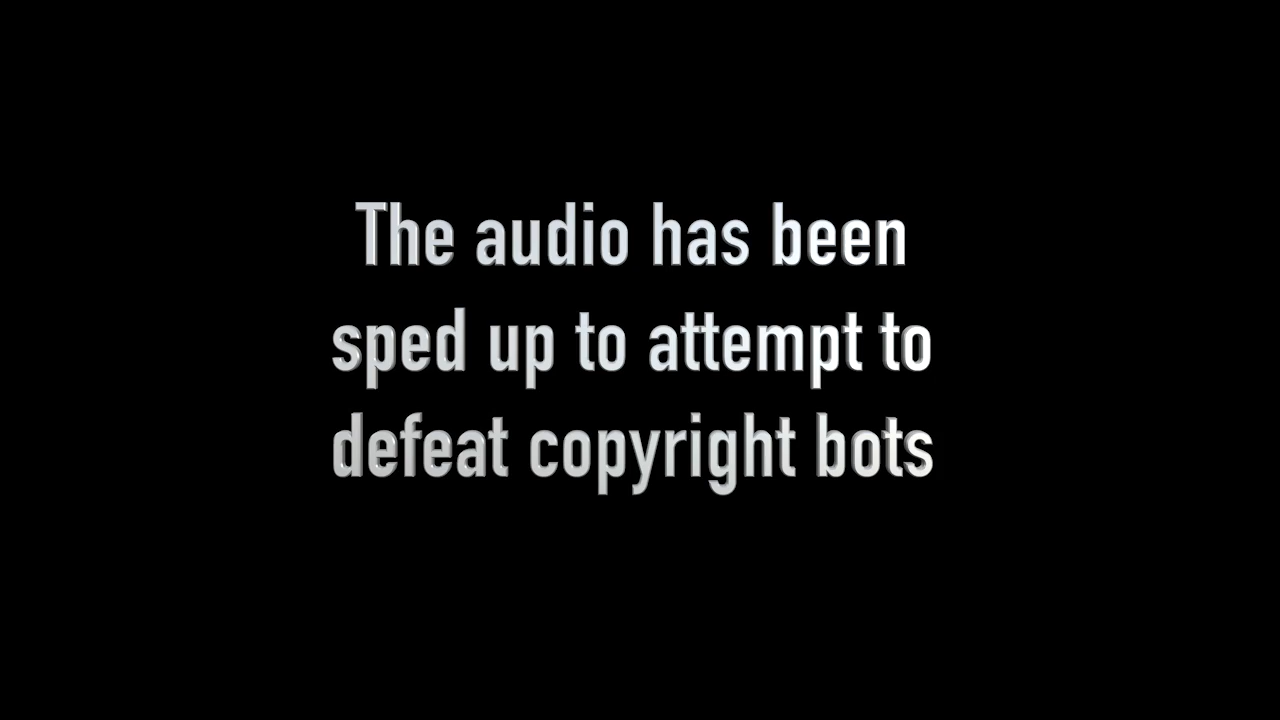 The audio has been
sped up to attempt to
defeat copyright bots